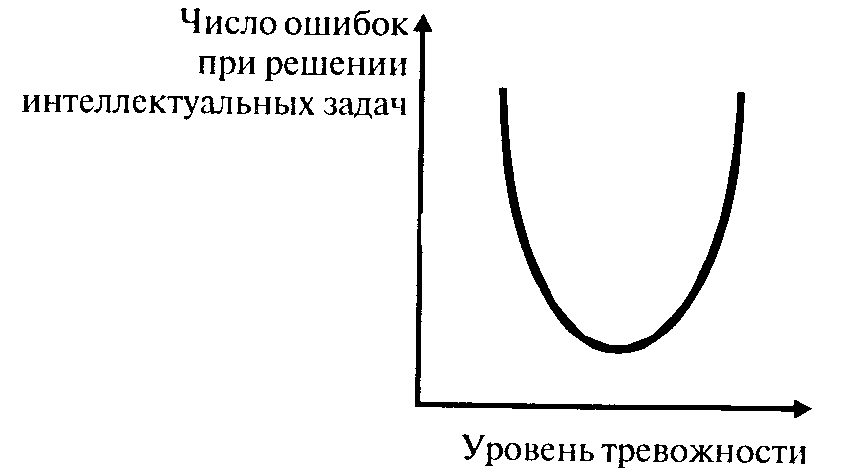 Число ошибок
при решении
интеллектуальных задач
Уровень тревожности